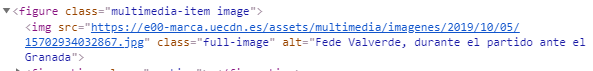 ▼<figure class="multimedia-item image">
<img src="https://e00-marca.uecdn.es/assets/multimedia/imagenes/2019/10/05/
15702934032867.jpg" class="full-image" alt="Fede Valverde, durante el partido ante el
Granada">